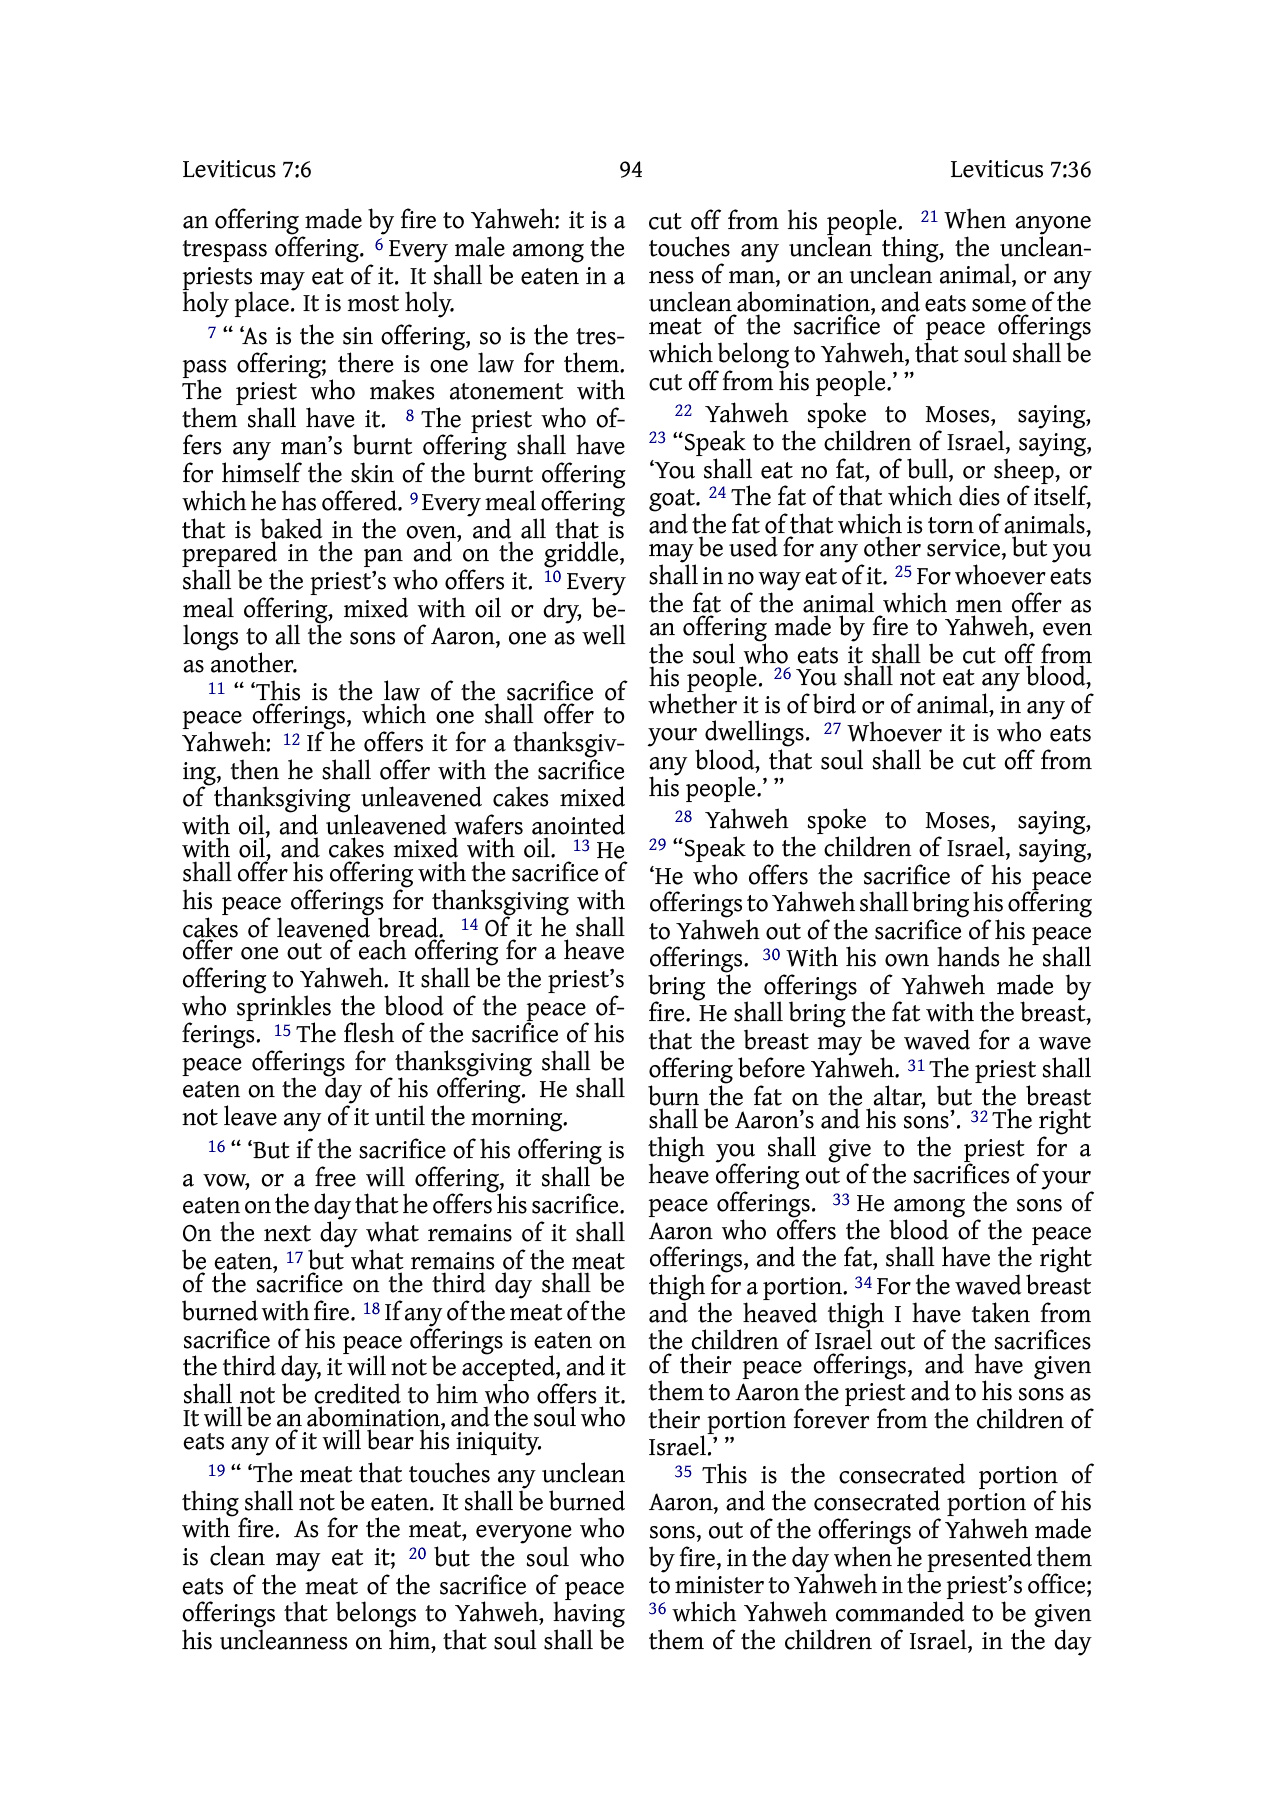 Leviticus 7:6 94 Leviticus 7:36
an offering made by fire to Yahweh: it is a
trespass offering. 6 Every male among the
priests may eat of it. It shall be eaten in a
holy place. It is most holy.
7 “ ‘As is the sin offering, so is the tres-
pass offering; there is one law for them.
The priest who makes atonement with
them shall have it. 8 The priest who of-
fers any man’s burnt offering shall have
for himself the skin of the burnt offering
which he has offered. 9 Every meal offering
that is baked in the oven, and all that is
prepared in the pan and on the griddle,
shall be the priest’s who offers it. 10 Every
meal offering, mixed with oil or dry, be-
longs to all the sons of Aaron, one as well
as another.
11 “ ‘This is the law of the sacrifice of
peace offerings, which one shall offer to
Yahweh: 12 If he offers it for a thanksgiv-
ing, then he shall offer with the sacrifice
of thanksgiving unleavened cakes mixed
with oil, and unleavened wafers anointed
with oil, and cakes mixed with oil. 13 He
shall offer his offering with the sacrifice of
his peace offerings for thanksgiving with
cakes of leavened bread. 14 Of it he shall
offer one out of each offering for a heave
offering to Yahweh. It shall be the priest’s
who sprinkles the blood of the peace of-
ferings. 15 The flesh of the sacrifice of his
peace offerings for thanksgiving shall be
eaten on the day of his offering. He shall
not leave any of it until the morning.
16 “ ‘But if the sacrifice of his offering is
a vow, or a free will offering, it shall be
eaten on the day that he offers his sacrifice.
On the next day what remains of it shall
be eaten, 17 but what remains of the meat
of the sacrifice on the third day shall be
burned with fire. 18 If any of the meat of the
sacrifice of his peace offerings is eaten on
the third day, it will not be accepted, and it
shall not be credited to him who offers it.
It will be an abomination, and the soul who
eats any of it will bear his iniquity.
19 “ ‘The meat that touches any unclean
thing shall not be eaten. It shall be burned
with fire. As for the meat, everyone who
is clean may eat it; 20 but the soul who
eats of the meat of the sacrifice of peace
offerings that belongs to Yahweh, having
his uncleanness on him, that soul shall be
cut off from his people. 21 When anyone
touches any unclean thing, the unclean-
ness of man, or an unclean animal, or any
unclean abomination, and eats some of the
meat of the sacrifice of peace offerings
which belong to Yahweh, that soul shall be
cut off from his people.’ ”
22 Yahweh spoke to Moses, saying,
23 “Speak to the children of Israel, saying,
‘You shall eat no fat, of bull, or sheep, or
goat. 24 The fat of that which dies of itself,
and the fat of that which is torn of animals,
may be used for any other service, but you
shall in no way eat of it. 25 For whoever eats
the fat of the animal which men offer as
an offering made by fire to Yahweh, even
the soul who eats it shall be cut off from
his people. 26 You shall not eat any blood,
whether it is of bird or of animal, in any of
your dwellings. 27 Whoever it is who eats
any blood, that soul shall be cut off from
his people.’ ”
28 Yahweh spoke to Moses, saying,
29 “Speak to the children of Israel, saying,
‘He who offers the sacrifice of his peace
offerings to Yahweh shall bring his offering
to Yahweh out of the sacrifice of his peace
offerings. 30 With his own hands he shall
bring the offerings of Yahweh made by
fire. He shall bring the fat with the breast,
that the breast may be waved for a wave
offering before Yahweh. 31 The priest shall
burn the fat on the altar, but the breast
shall be Aaron’s and his sons’. 32 The right
thigh you shall give to the priest for a
heave offering out of the sacrifices of your
peace offerings. 33 He among the sons of
Aaron who offers the blood of the peace
offerings, and the fat, shall have the right
thigh for a portion. 34 For the waved breast
and the heaved thigh I have taken from
the children of Israel out of the sacrifices
of their peace offerings, and have given
them to Aaron the priest and to his sons as
their portion forever from the children of
Israel.’ ”
35 This is the consecrated portion of
Aaron, and the consecrated portion of his
sons, out of the offerings of Yahweh made
by fire, in the day when he presented them
to minister to Yahweh in the priest’s office;
36 which Yahweh commanded to be given
them of the children of Israel, in the day